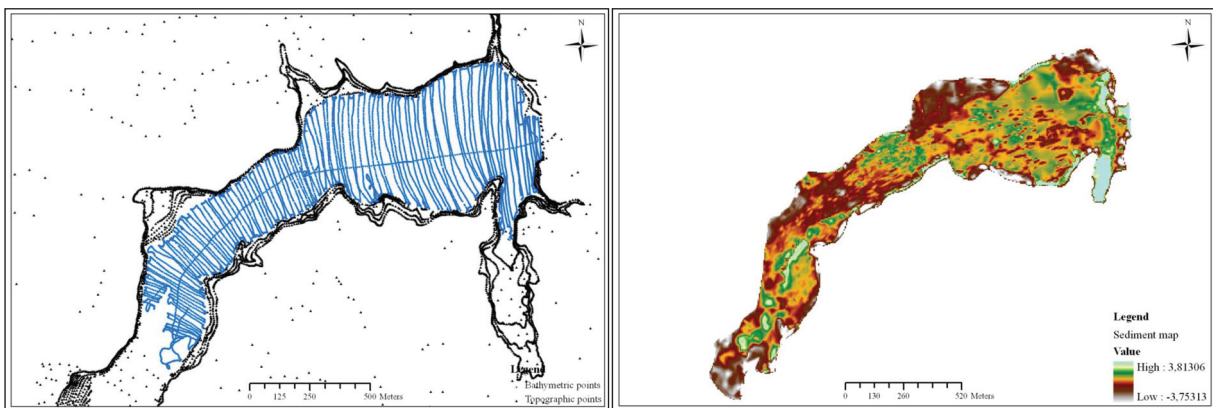 N
Legend
Bathymetric points
Topographic points
0 125 250 500 Meters
N
Legend
Sediment map
Value
High : 3,81306
Low : -3,75313
0 130 260 520 Meters